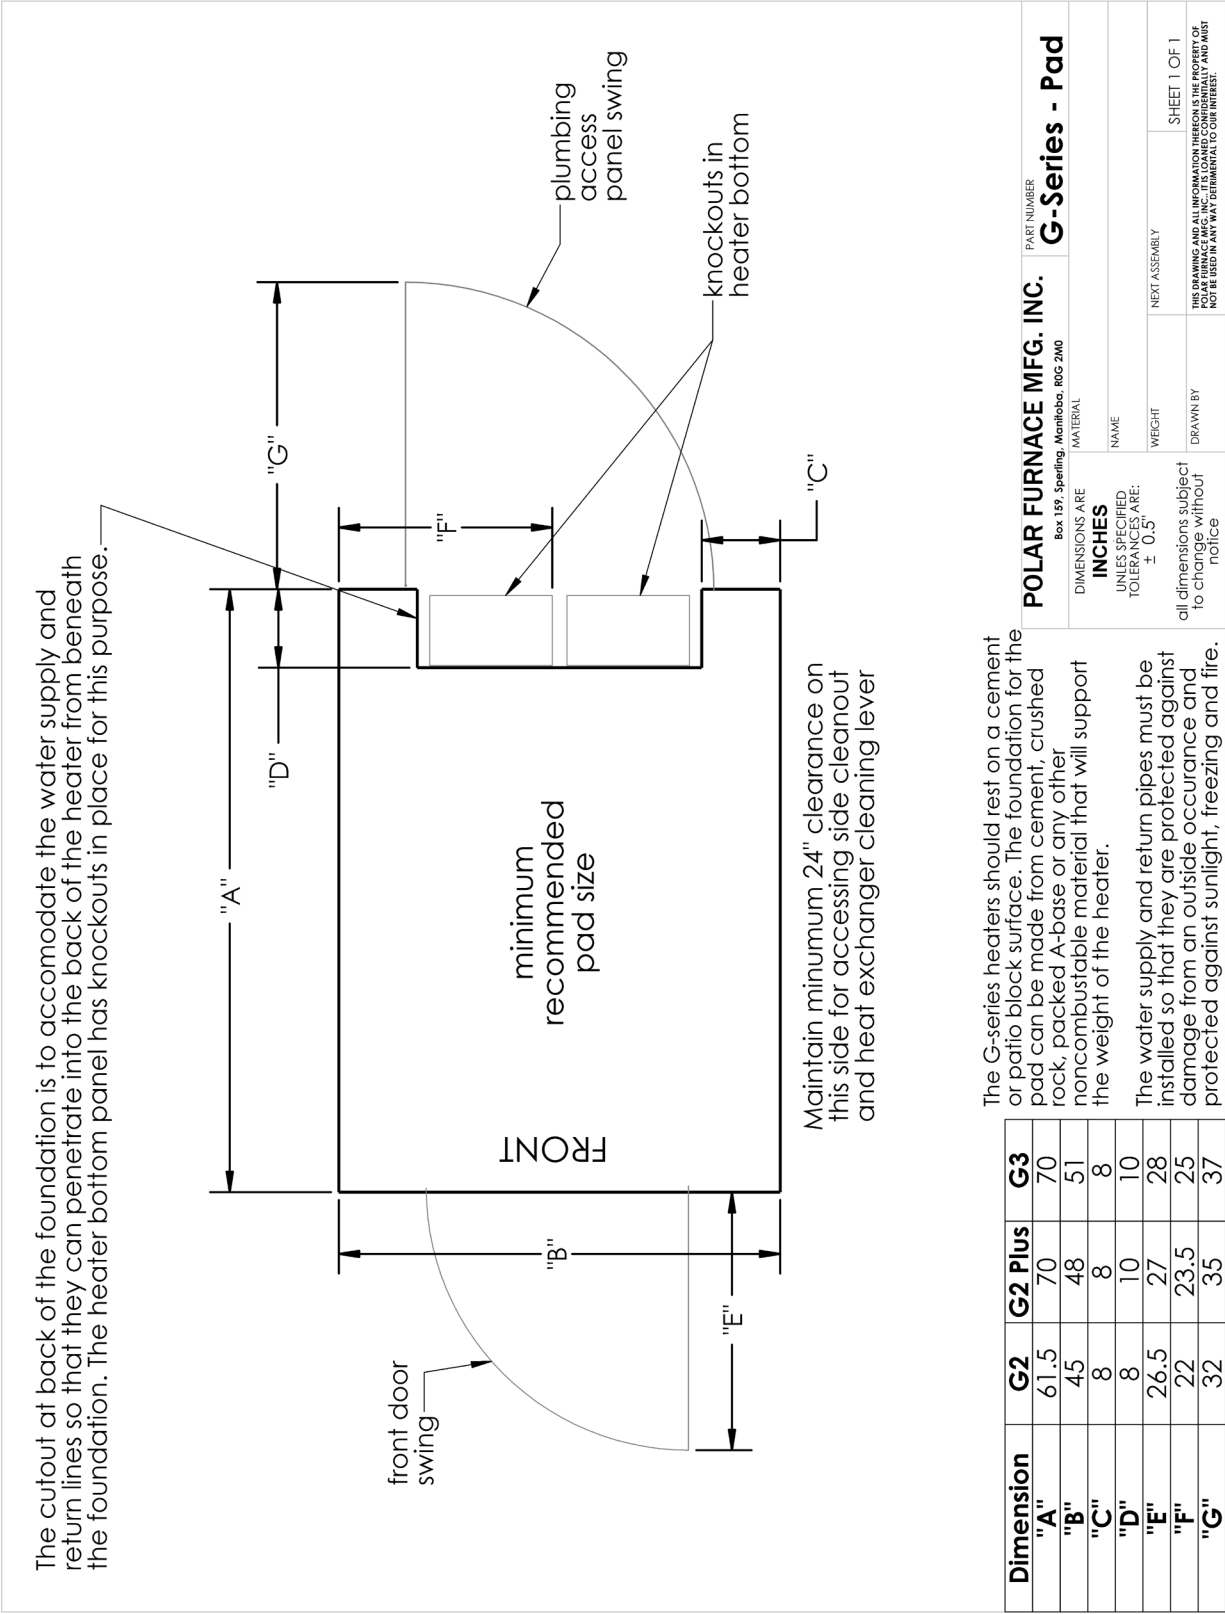 The cutout at back of the foundation is to accomodate the water supply and
return lines so that they can penetrate into the back of the heater from beneath
the foundation. The heater bottom panel has knockouts in place for this purpose.
"A"
"G"
"D"
"F"
"C"
"B"
"E"
plumbing
access
panel swing
knockouts in
heater bottom
front door
swing
FRONT
minimum
recommended
pad size
Maintain minumum 24" clearance on
this side for accessing side cleanout
and heat exchanger cleaning lever
Dimension G2 G2 Plus G3
"A" 61.5 70 70
"B" 45 48 51
"C" 8 8 8
"D" 8 10 10
"E" 26.5 27 28
"F" 22 23.5 25
"G" 32 35 37
The G-series heaters should rest on a cement
or patio block surface. The foundation for the
pad can be made from cement, crushed
rock, packed A-base or any other
noncombustable material that will support
the weight of the heater.
The water supply and return pipes must be
installed so that they are protected against
damage from an outside occurance and
protected against sunlight, freezing and fire.
POLAR FURNACE MFG. INC.
Box 159, Sperling, Manitoba, R0G 2M0
PART NUMBER
G-Series - Pad
DIMENSIONS ARE
INCHES
UNLES SPECIFIED
TOLERANCES ARE:
± 0.5"
all dimensions subject
to change without
notice
MATERIAL
NAME
WEIGHT
NEXT ASSEMBLY
SHEET 1 OF 1
DRAWN BY
THIS DRAWING AND ALL INFORMATION THEREON IS THE PROPERTY OF
POLAR FURNACE MFG. INC.. IT IS LOANED CONFIDENTIALLY AND MUST
NOT BE USED IN ANY WAY DETRIMENTAL TO OUR INTEREST.